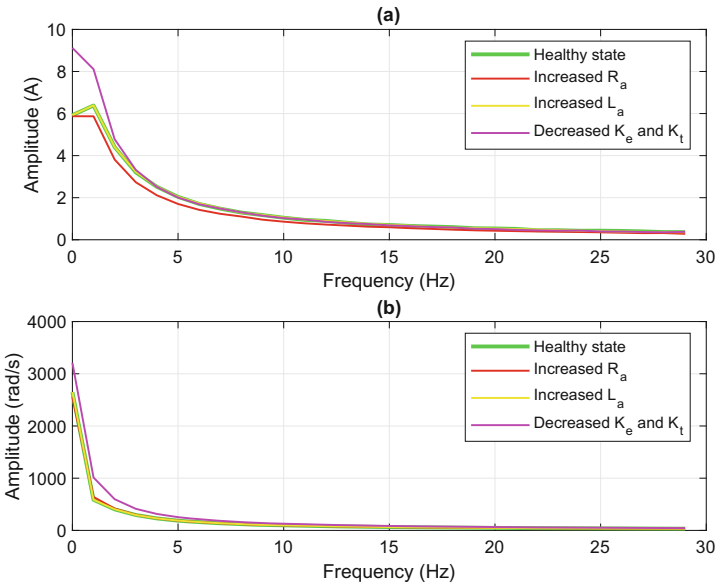 (a)
Amplitude (A)
10
8
6
4
2
0
Healthy state
Increased R_a
Increased L_a
Decreased K_e and K_t
0 5 10 15 20 25 30
Frequency (Hz)
(b)
Amplitude (rad/s)
4000
3000
2000
1000
0
Healthy state
Increased R_a
Increased L_a
Decreased K_e and K_t
0 5 10 15 20 25 30
Frequency (Hz)